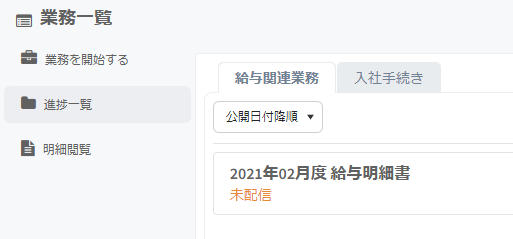 業務一覧
業務を開始する
進捗一覧
明細閲覧
給与関連業務
入社手続き
公開日付降順
2021年02月度 給与明細書
未配信